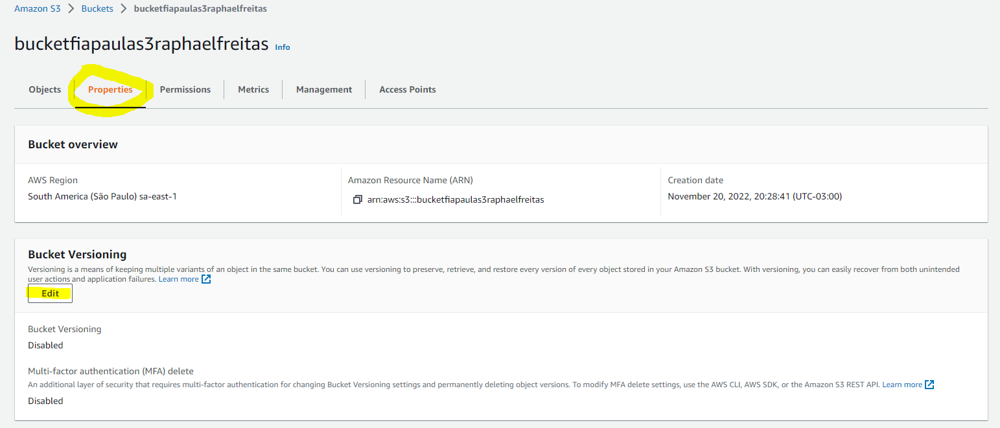 Amazon S3 > Buckets > bucketfiapaulas3raphaelfreitas
bucketfiapaulas3raphaelfreitas Info
Objects Properties Permissions Metrics Management Access Points
Bucket overview
AWS Region Amazon Resource Name (ARN) Creation date
South America (São Paulo) sa-east-1 arn:aws:s3:::bucketfiapaulas3raphaelfreitas November 20, 2022, 20:28:41 (UTC-03:00)
Bucket Versioning
Versioning is a means of keeping multiple variants of an object in the same bucket. You can use versioning to preserve, retrieve, and restore every version of every object stored in your Amazon S3 bucket. With versioning, you can easily recover from both unintended
user actions and application failures. Learn more
Edit
Bucket Versioning
Disabled
Multi-factor authentication (MFA) delete
An additional layer of security that requires multi-factor authentication for changing Bucket Versioning settings and permanently deleting object versions. To modify MFA delete settings, use the AWS CLI, AWS SDK, or the Amazon S3 REST API. Learn more
Disabled